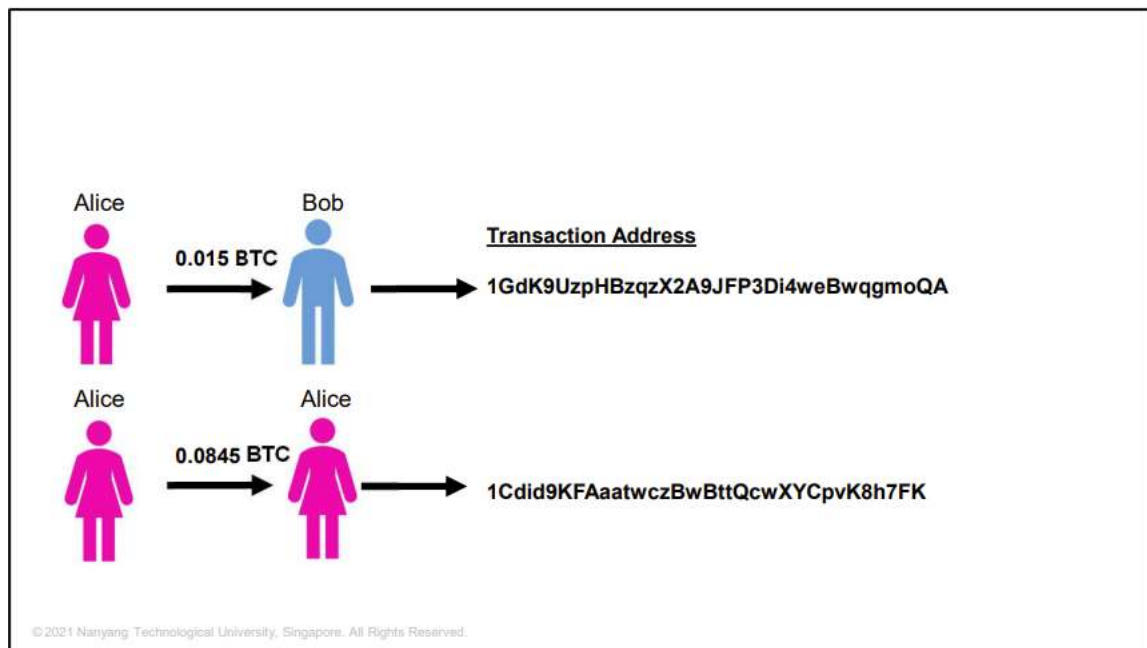 Alice
Bob
0.015 BTC
Transaction Address
1GdK9UzpHBzqzX2A9JFP3Di4weBwqgmoQA
Alice
Alice
0.0845 BTC
1Cdid9KFAaatwczBwBttQcwXYCpvK8h7FK
© 2021 Nanyang Technological University, Singapore. All Rights Reserved.